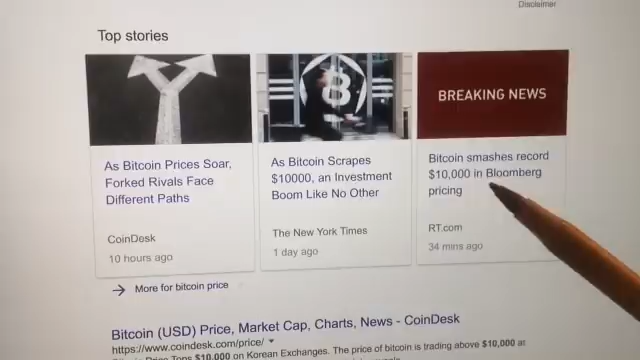 Disclaimer
Top stories
BREAKING NEWS
As Bitcoin Prices Soar,
Forked Rivals Face
Different Paths
CoinDesk
10 hours ago
As Bitcoin Scrapes
$10000, an Investment
Boom Like No Other
The New York Times
1 day ago
Bitcoin smashes record
$10,000 in Bloomberg
pricing
RT.com
34 mins ago
→ More for bitcoin price
Bitcoin (USD) Price, Market Cap, Charts, News - CoinDesk
https://www.coindesk.com/price/
Price Tops $10,000 on Korean Exchanges. The price of bitcoin is trading above $10,000 at